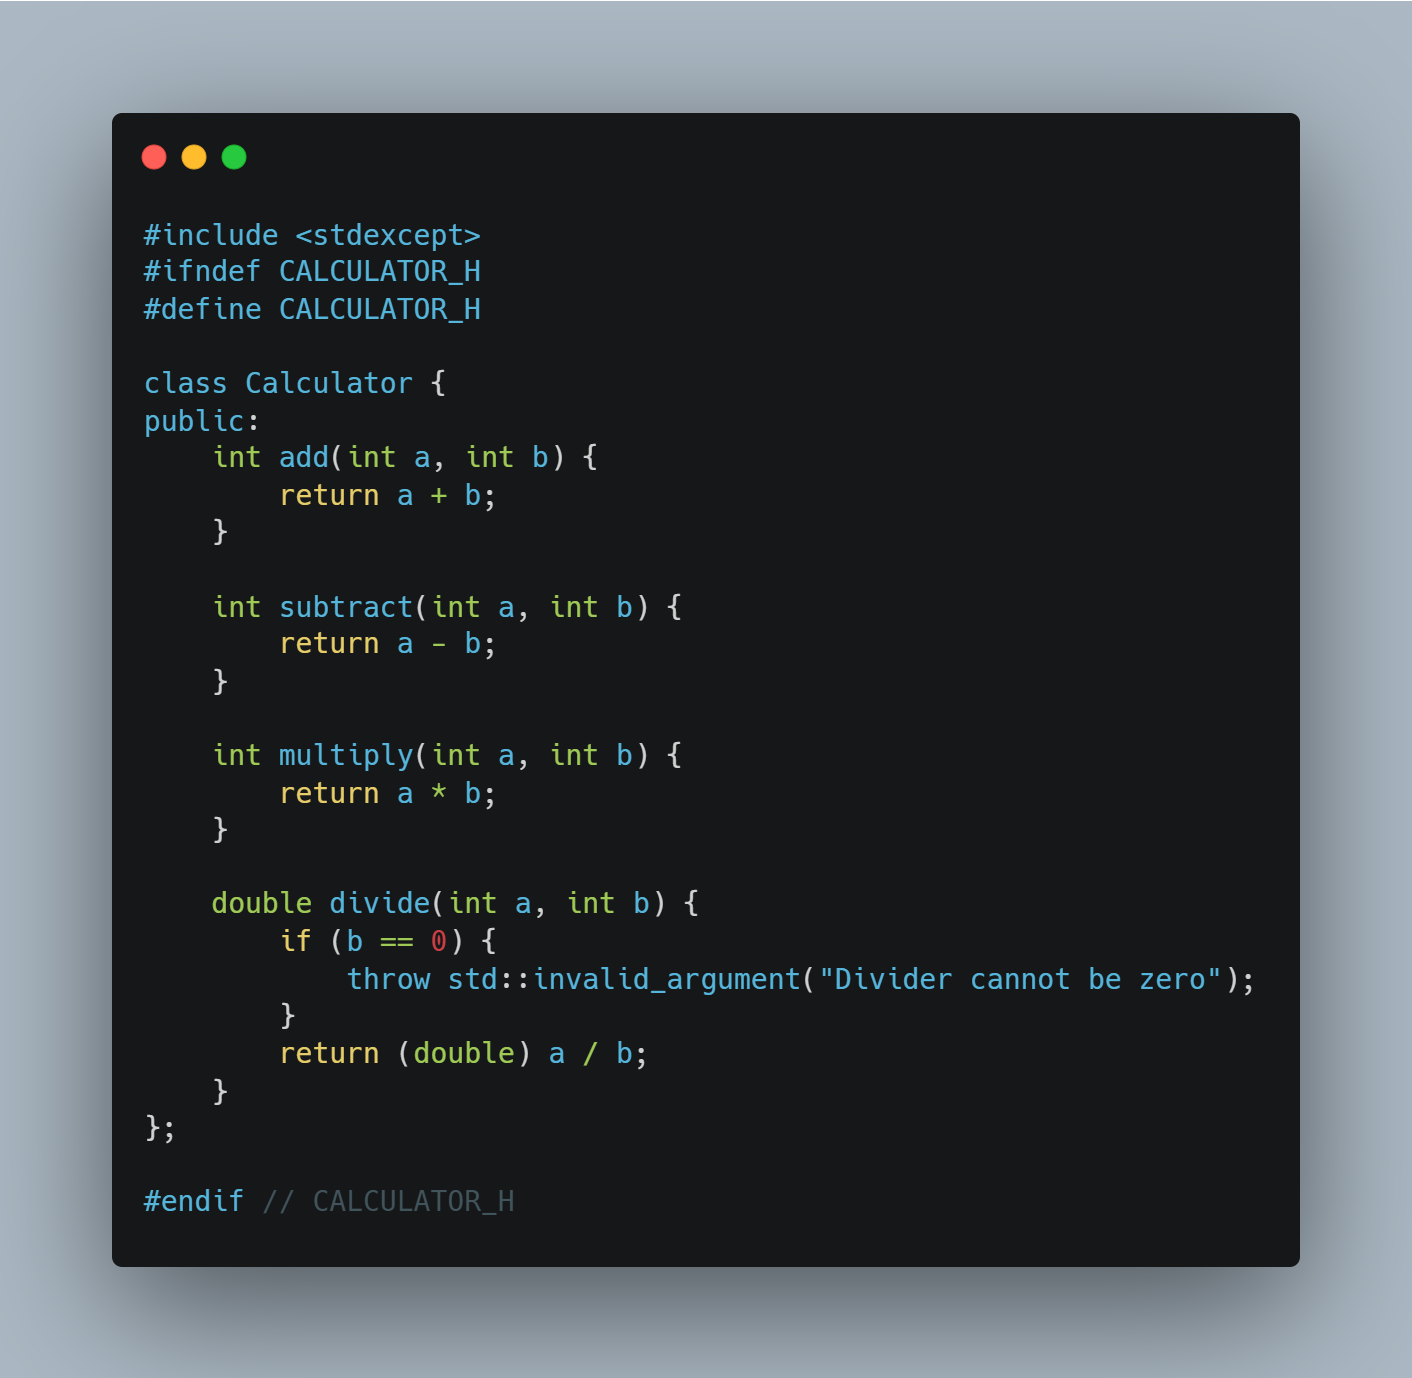 #include <stdexcept>
#ifndef CALCULATOR_H
#define CALCULATOR_H

class Calculator {
public:
    int add(int a, int b) {
        return a + b;
    }

    int subtract(int a, int b) {
        return a - b;
    }

    int multiply(int a, int b) {
        return a * b;
    }

    double divide(int a, int b) {
        if (b == 0) {
            throw std::invalid_argument("Divider cannot be zero");
        }
        return (double) a / b;
    }
};

#endif // CALCULATOR_H